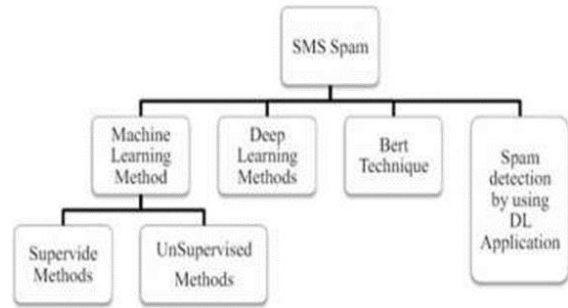 SMS Spam
Machine
Learning
Method
Deep
Learning
Methods
Bert
Technique
Spam
detection
by using
DL
Application
Supervide
Methods
UnSupervised
Methods